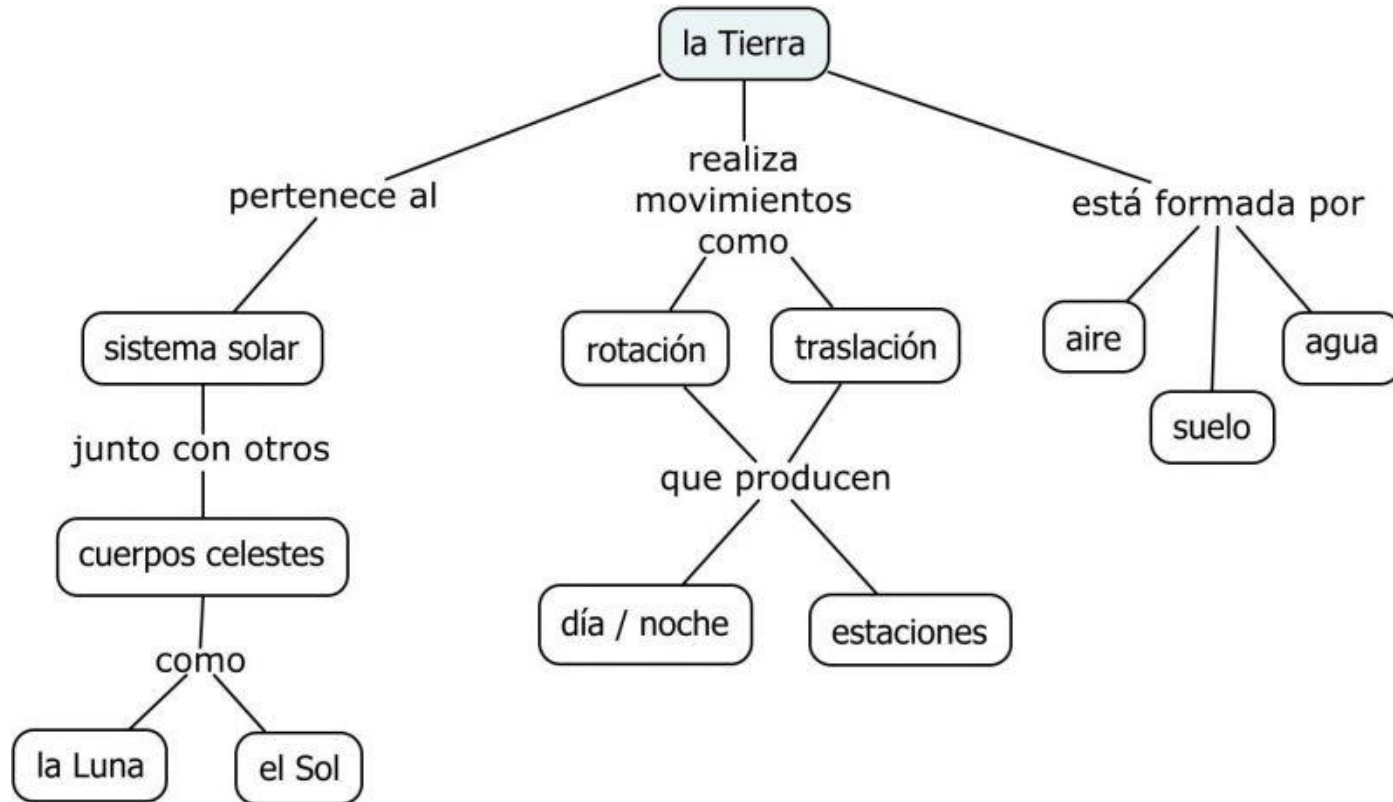 la Tierra
pertenece al
sistema solar
junto con otros
cuerpos celestes
como
la Luna
el Sol
realiza
movimientos
como
rotación
traslación
que producen
día / noche
estaciones
está formada por
aire
suelo
agua